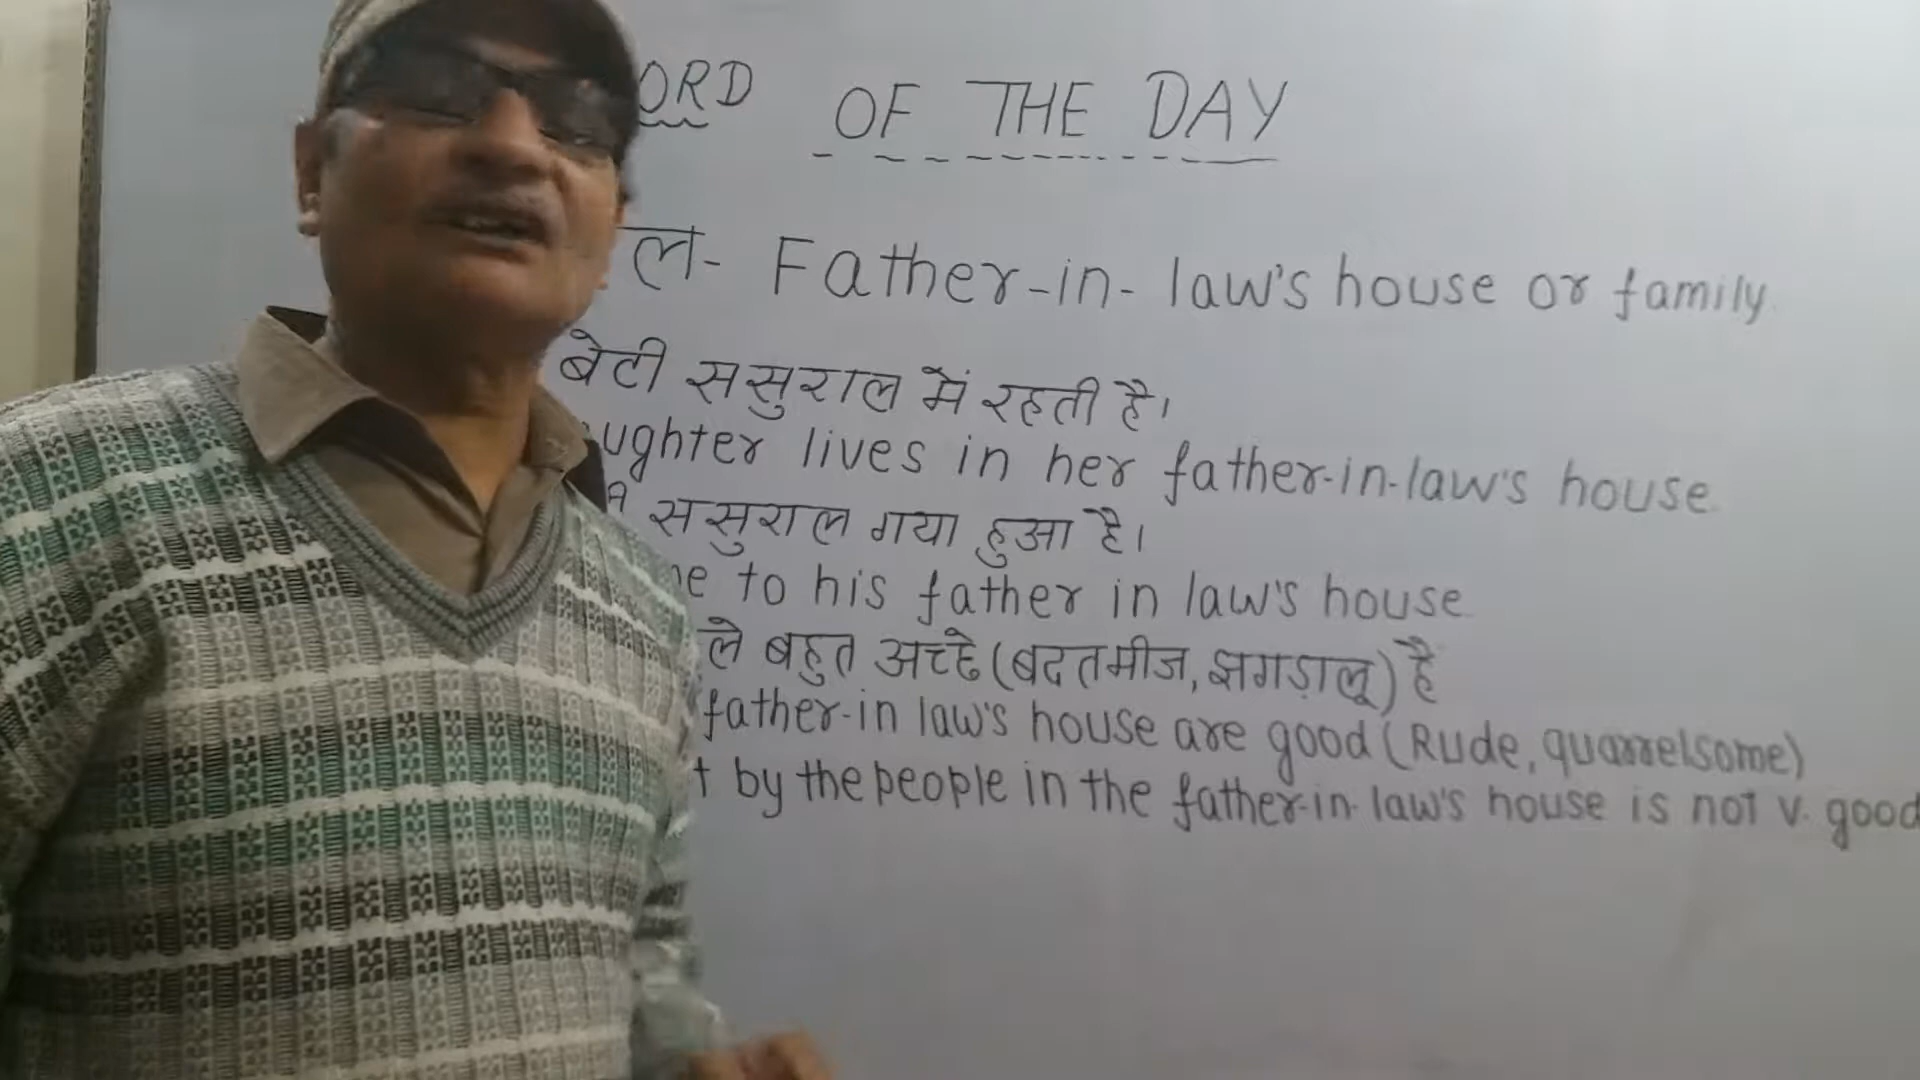 OF THE DAY
Father-in-law's house or family
बेटी ससुराल में रहती है।
lives in her father-in-law's house
ससुराल गया हुआ है।
to his father in law's house
बहुत अच्छे (बदतमीज, झगड़ालू) हैं
father-in law's house are good (Rude, quarrelsome)
by the people in the father-in-law's house is not v. good